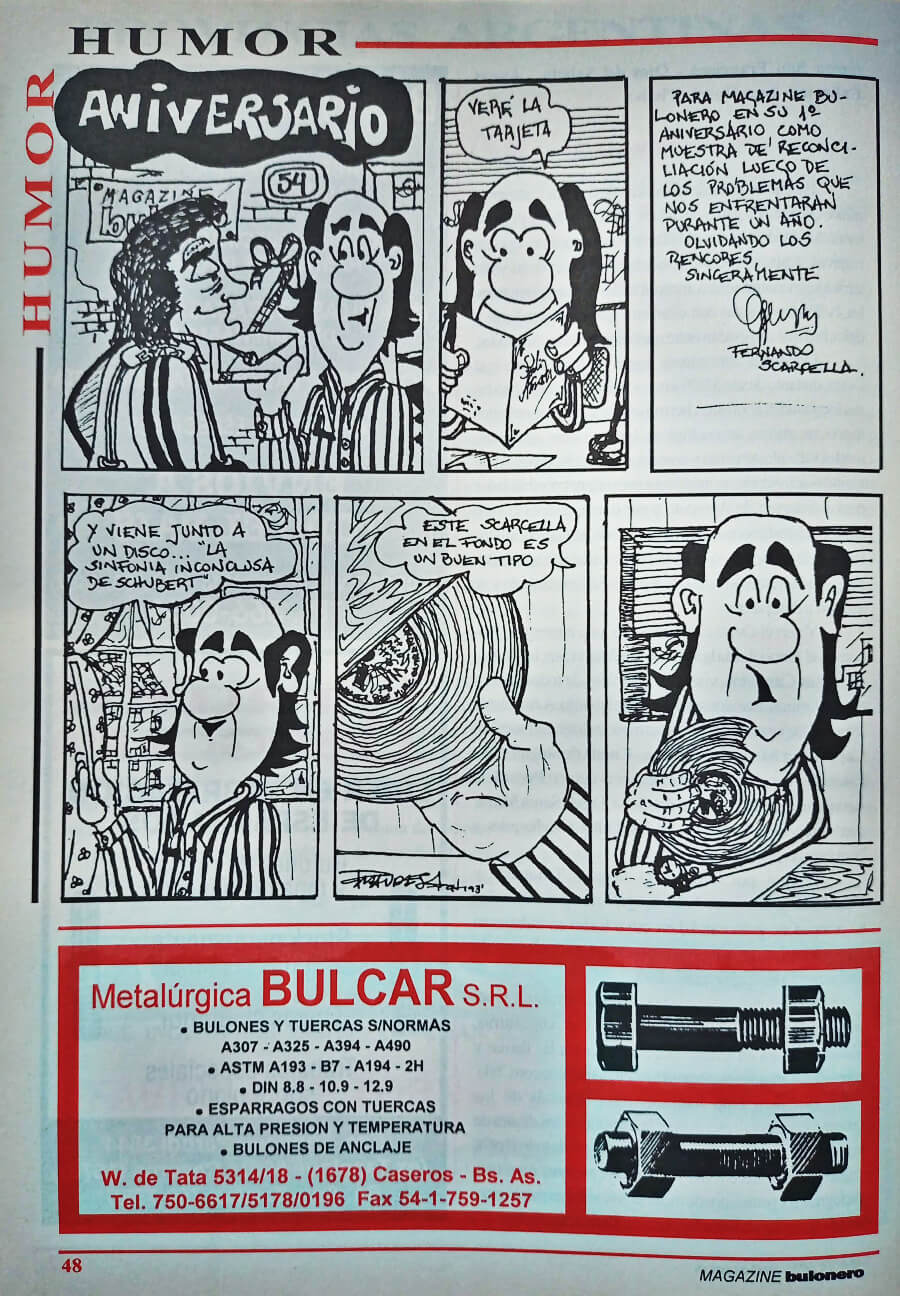 HUMOR
HUMOR
ANIVERSARIO
MAGAZINE
54
VERÉ LA
TARJETA
PARA MAGAZINE BU-
LONERO EN SU 1º
ANIVERSARIO COMO
MUESTRA DE RECONCI-
LIACIÓN LUEGO DE
LOS PROBLEMAS QUE
NOS ENFRENTARAN
DURANTE UN AÑO.
OLVIDANDO LOS
RENCORES,
SINCERAMENTE
FERNANDO
SCARCELLA.
Y VIENE JUNTO A
UN DISCO... "LA
SINFONIA INCONCLUSA
DE SCHUBERT"
ESTE SCARCELLA
EN EL FONDO ES
UN BUEN TIPO
Metalúrgica BULCAR S.R.L.
• BULONES Y TUERCAS S/NORMAS
A307 - A325 - A394 - A490
• ASTM A193 - B7 - A194 - 2H
• DIN 8.8 - 10.9 - 12.9
• ESPARRAGOS CON TUERCAS
PARA ALTA PRESION Y TEMPERATURA
• BULONES DE ANCLAJE
W. de Tata 5314/18 - (1678) Caseros - Bs. As.
Tel. 750-6617/5178/0196 Fax 54-1-759-1257
48
MAGAZINE bulonero